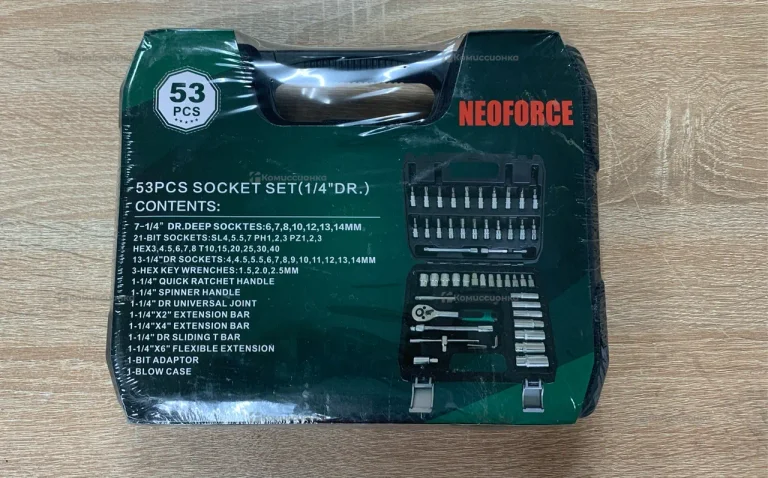 Комиссионка
53
PCS
NEOFORCE
Комиссионка
53PCS SOCKET SET(1/4"DR.)
CONTENTS:
7-1/4" DR.DEEP SOCKTES:6,7,8,10,12,13,14MM
21-BIT SOCKETS:SL4,5.5,7 PH1,2,3 PZ1,2,3
HEX3,4,5,6,7,8 T10,15,20,25,30,40
13-1/4"DR SOCKETS:4,4.5,5,5.5,6,7,8,9,10,11,12,13,14MM
3-HEX KEY WRENCHES:1.5,2.0,2.5MM
1-1/4" QUICK RATCHET HANDLE
1-1/4" SPINNER HANDLE
1-1/4" DR UNIVERSAL JOINT
1-1/4"X2" EXTENSION BAR
1-1/4"X4" EXTENSION BAR
1-1/4" DR SLIDING T BAR
1-1/4"X6" FLEXIBLE EXTENSION
1-BIT ADAPTOR
1-BLOW CASE
Комиссионка